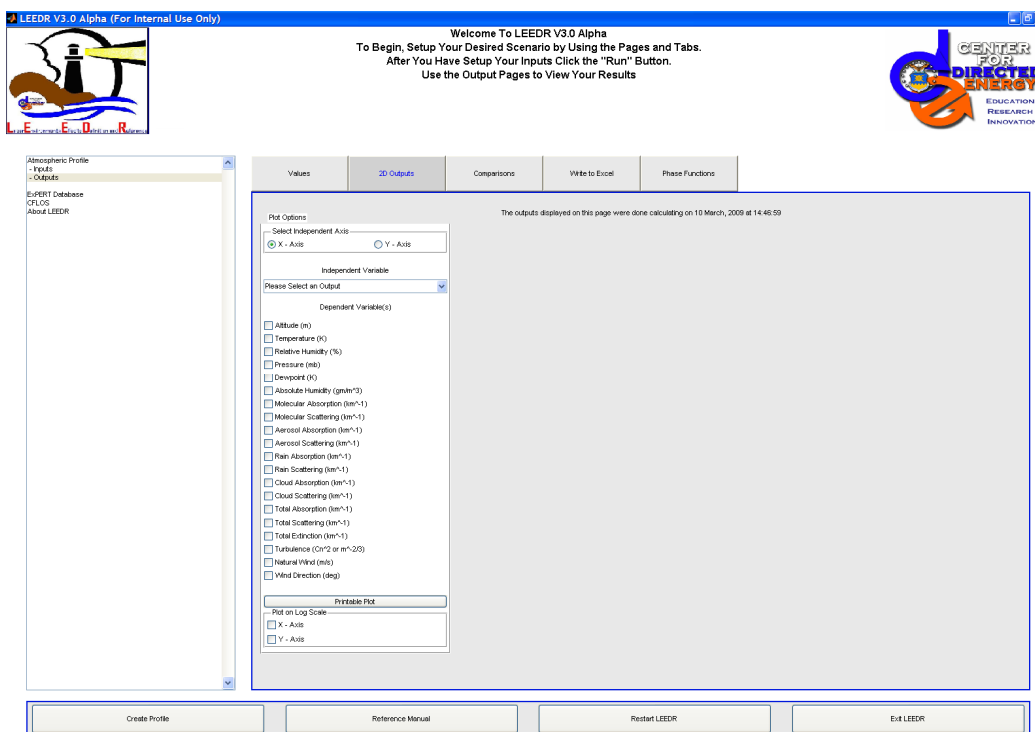 LEEDR V3.0 Alpha (For Internal Use Only)
Welcome To LEEDR V3.0 Alpha
To Begin, Setup Your Desired Scenario by Using the Pages and Tabs.
After You Have Setup Your Inputs Click the "Run" Button.
Use the Output Pages to View Your Results
L E E D R
CENTER
FOR
DIRECTED
ENERGY
EDUCATION
RESEARCH
INNOVATION
Atmospheric Profile
- Inputs
- Outputs
ExPERT Database
CFLOS
About LEEDR
Values 2D Outputs Comparisons Write to Excel Phase Functions
The outputs displayed on this page were done calculating on 10 March, 2009 at 14:46:59
Plot Options
Select Independent Axis
X - Axis Y - Axis
Independent Variable
Please Select an Output
Dependent Variable(s)
Altitude (m)
Temperature (K)
Relative Humidity (%)
Pressure (mb)
Dewpoint (K)
Absolute Humidity (gm/m^3)
Molecular Absorption (km^-1)
Molecular Scattering (km^-1)
Aerosol Absorption (km^-1)
Aerosol Scattering (km^-1)
Rain Absorption (km^-1)
Rain Scattering (km^-1)
Cloud Absorption (km^-1)
Cloud Scattering (km^-1)
Total Absorption (km^-1)
Total Scattering (km^-1)
Total Extinction (km^-1)
Turbulence (Cn^2 or m^-2/3)
Natural Wind (m/s)
Wind Direction (deg)
Printable Plot
Plot on Log Scale
X - Axis
Y - Axis
Create Profile Reference Manual Restart LEEDR Exit LEEDR